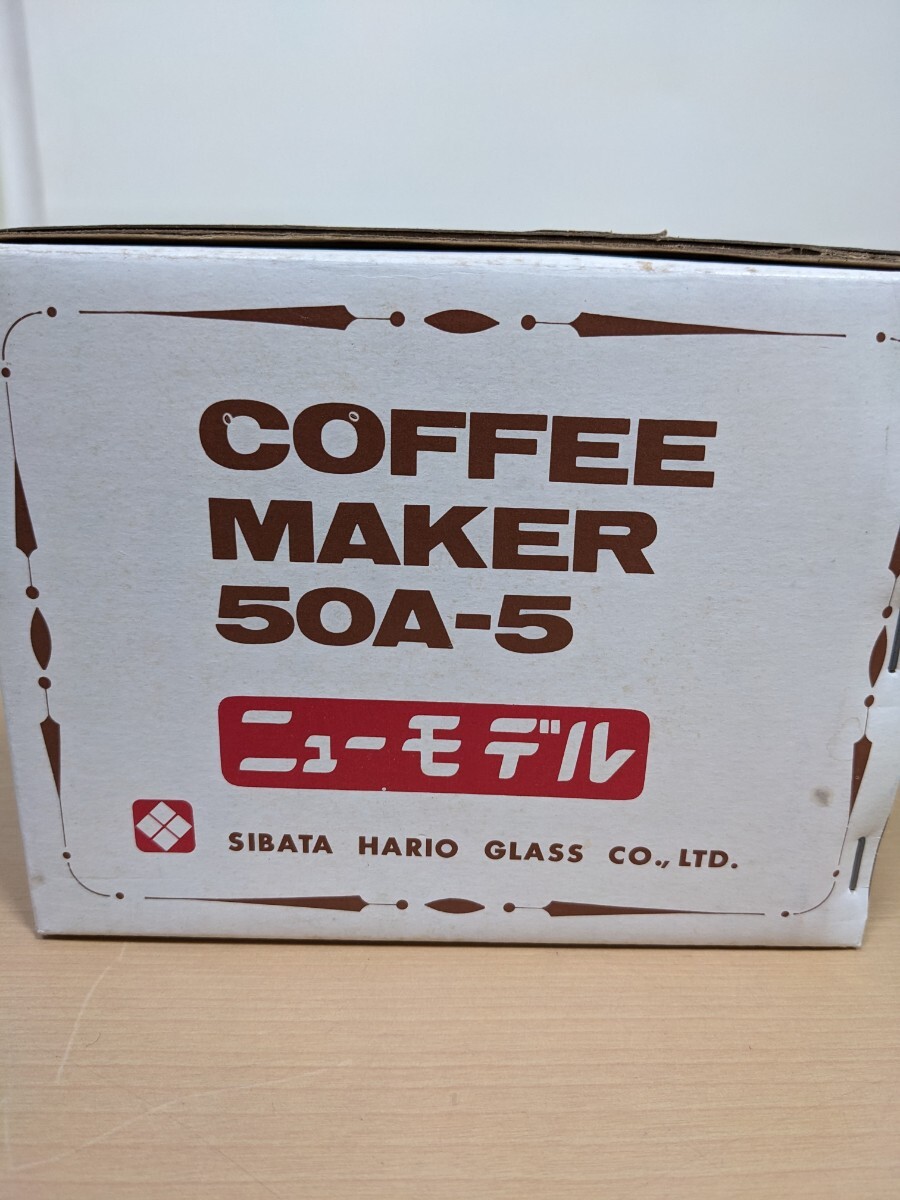 COFFEE
MAKER
50A-5
ニューモデル
SIBATA HARIO GLASS CO., LTD.